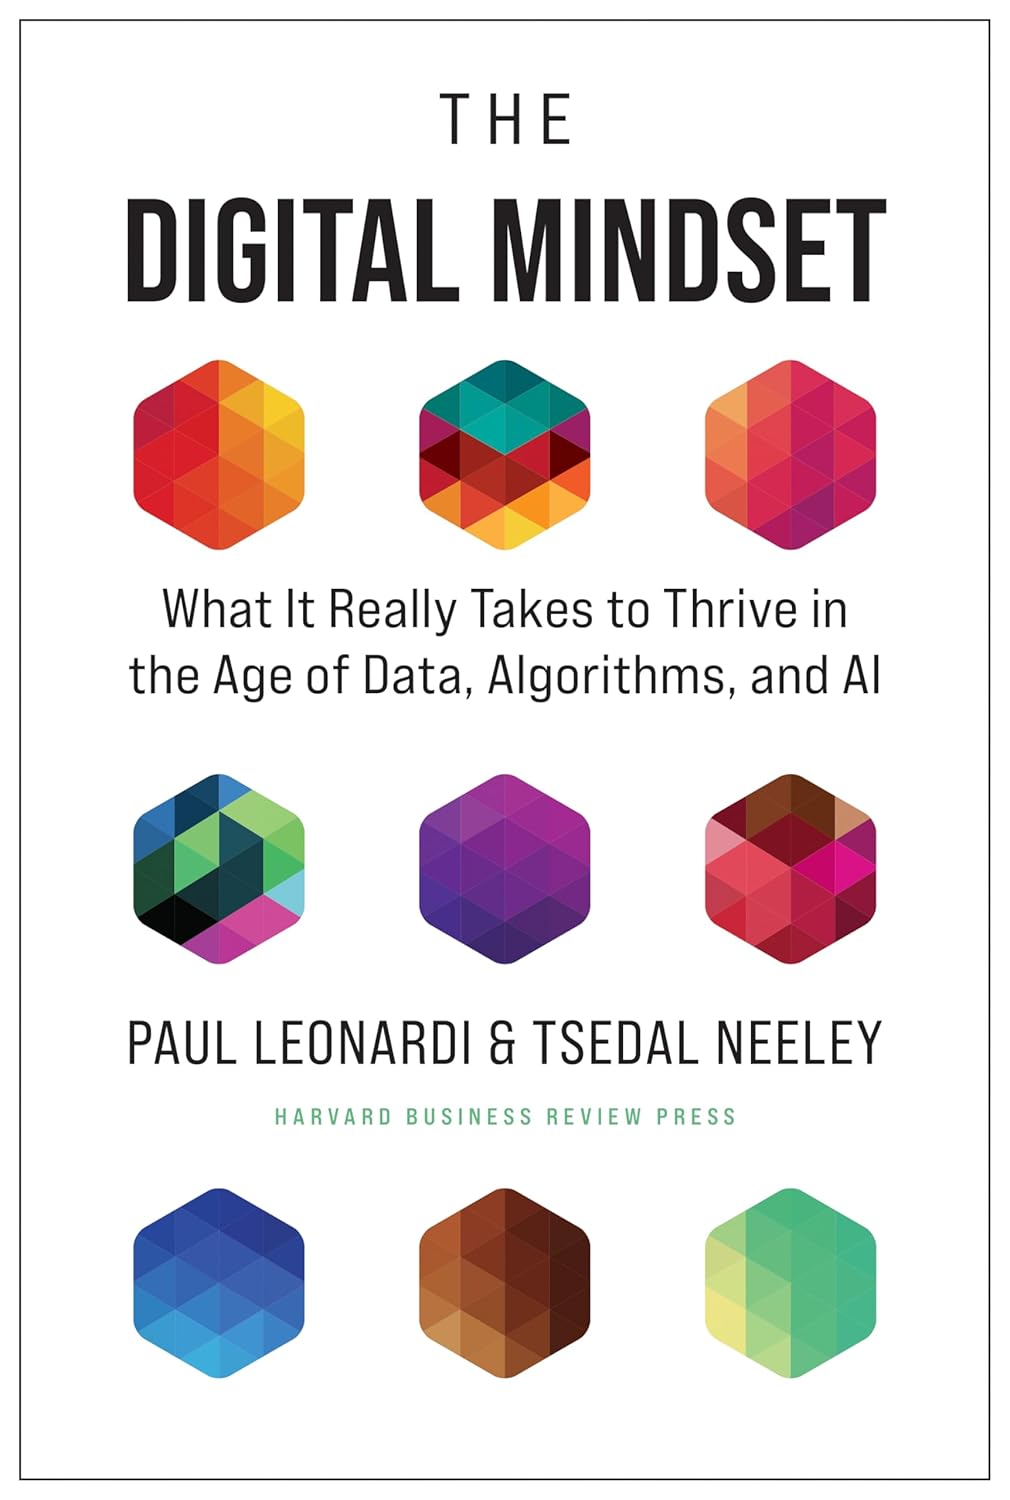 THE
DIGITAL MINDSET
What It Really Takes to Thrive in
the Age of Data, Algorithms, and AI
PAUL LEONARDI & TSEDAL NEELEY
HARVARD BUSINESS REVIEW PRESS